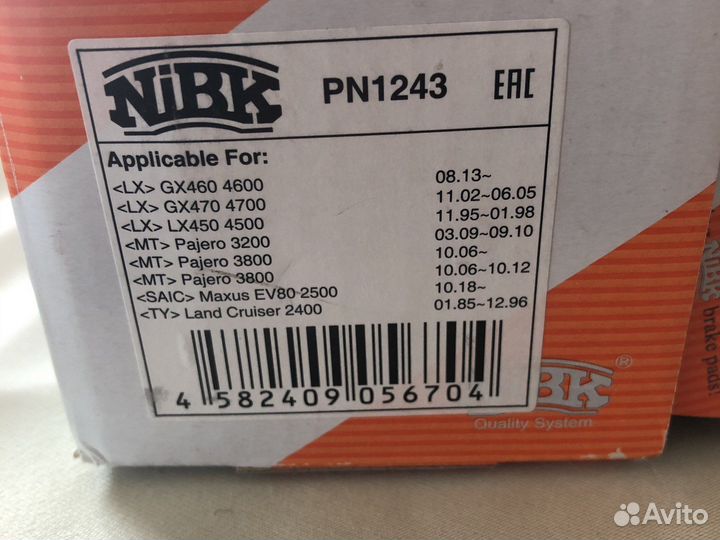 NiBK PN1243 EAC
Applicable For:
<LX> GX460 4600 08.13~
<LX> GX470 4700 11.02~06.05
<LX> LX450 4500 11.95~01.98
<MT> Pajero 3200 03.09~09.10
<MT> Pajero 3800 10.06~
<MT> Pajero 3800 10.06~10.12
<SAIC> Maxus EV80 2500 10.18~
<TY> Land Cruiser 2400 01.85~12.96
4 582409 056704
NiBK®
Quality System
NiBK
brake pads
Avito